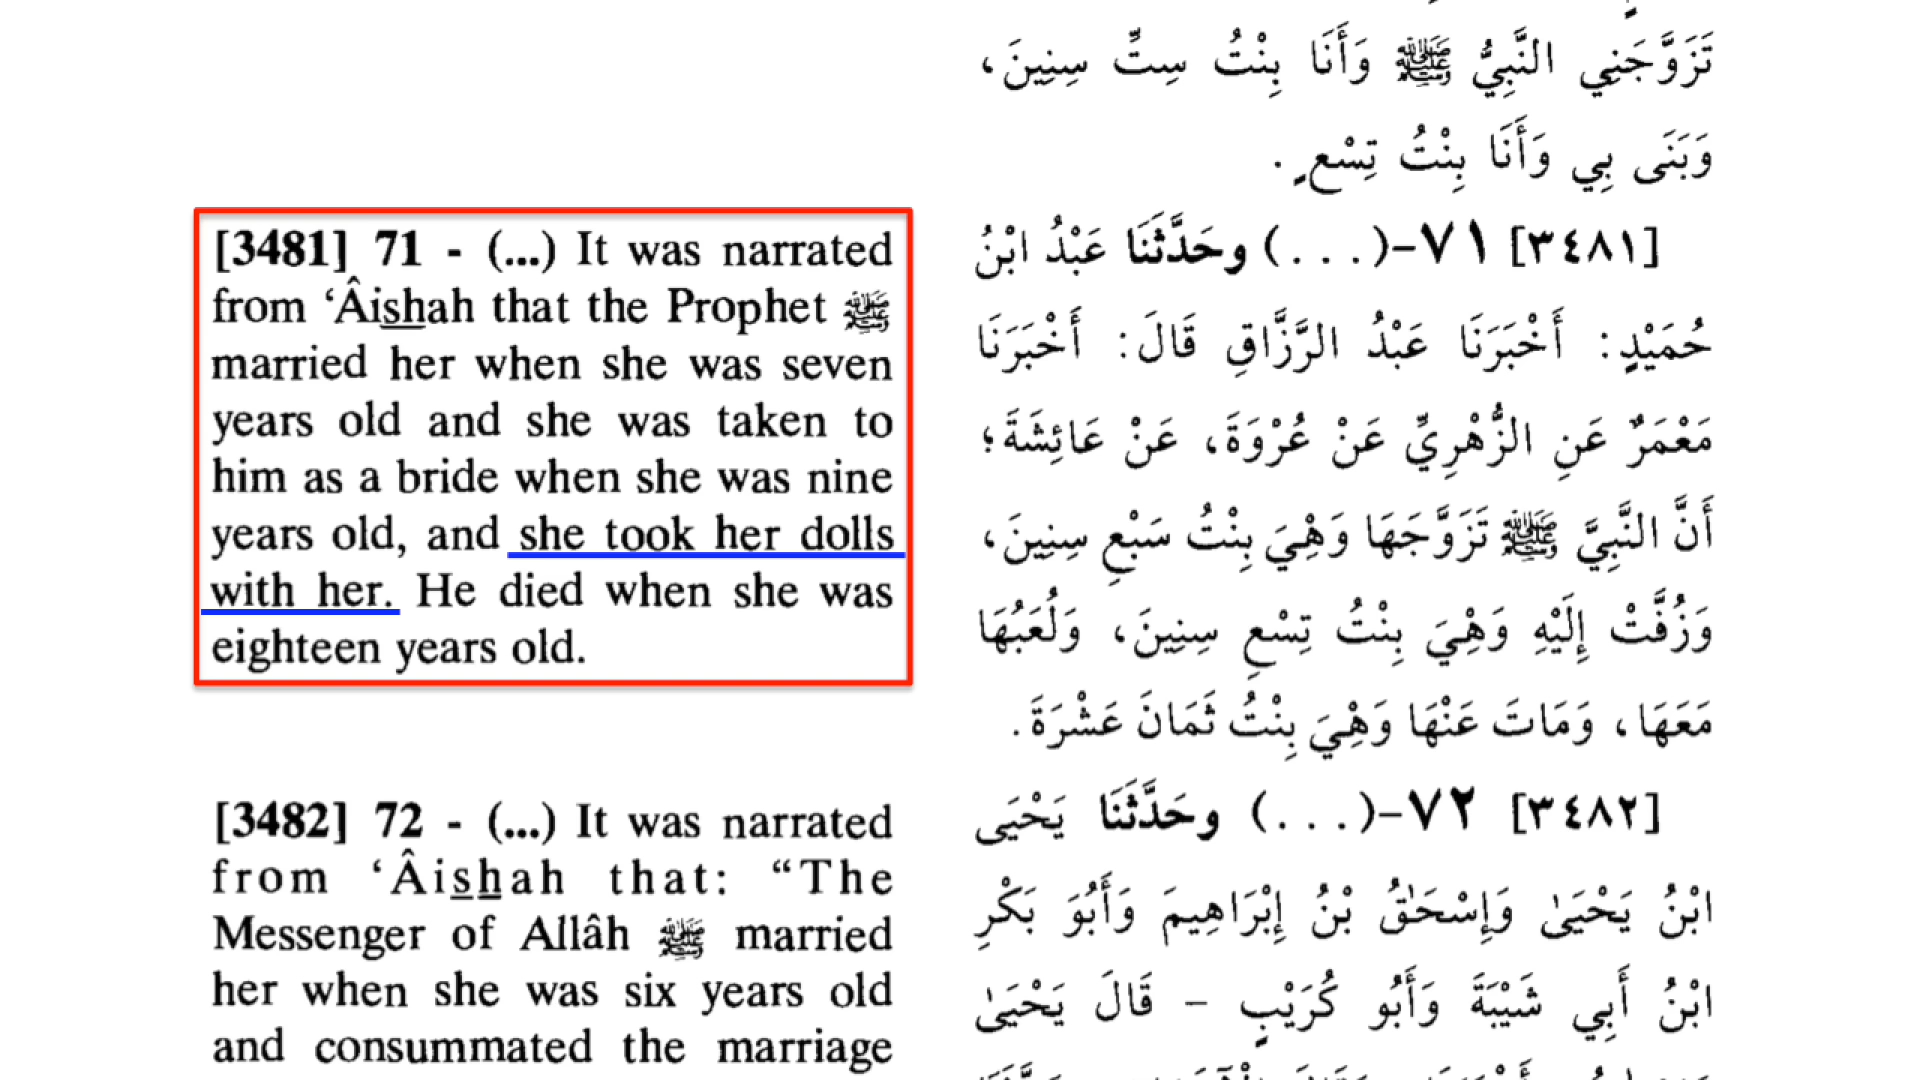 [3481] 71 - (...) It was narrated
from ‘Âishah that the Prophet ﷺ
married her when she was seven
years old and she was taken to
him as a bride when she was nine
years old, and she took her dolls
with her. He died when she was
eighteen years old.
[3482] 72 - (...) It was narrated
from ‘Âishah that: “The
Messenger of Allâh ﷺ married
her when she was six years old
and consummated the marriage
تَزَوَّجَنِي النَّبِيُّ ﷺ وَأَنَا بِنْتُ سِتِّ سِنِينَ،
وَبَنَى بِي وَأَنَا بِنْتُ تِسْعٍ.
[٣٤٨١] ٧١-(...) وحَدَّثَنَا عَبْدُ ابْنُ
حُمَيْدٍ: أَخْبَرَنَا عَبْدُ الرَّزَّاقِ قَالَ: أَخْبَرَنَا
مَعْمَرٌ عَنِ الزُّهْرِيِّ عَنْ عُرْوَةَ، عَنْ عَائِشَةَ؛
أَنَّ النَّبِيَّ ﷺ تَزَوَّجَهَا وَهْيَ بِنْتُ سَبْعِ سِنِينَ،
وَزُفَّتْ إِلَيْهِ وَهْيَ بِنْتُ تِسْعِ سِنِينَ، وَلُعَبُهَا
مَعَهَا، وَمَاتَ عَنْهَا وَهْيَ بِنْتُ ثَمَانَ عَشْرَةَ.
[٣٤٨٢] ٧٢-(...) وحَدَّثَنَا يَحْيَى
ابْنُ يَحْيَىٰ وَإِسْحَٰقُ بْنُ إِبْرَاهِيمَ وَأَبُو بَكْرِ
ابْنُ أَبِي شَيْبَةَ وَأَبُو كُرَيْبٍ - قَالَ يَحْيَىٰ